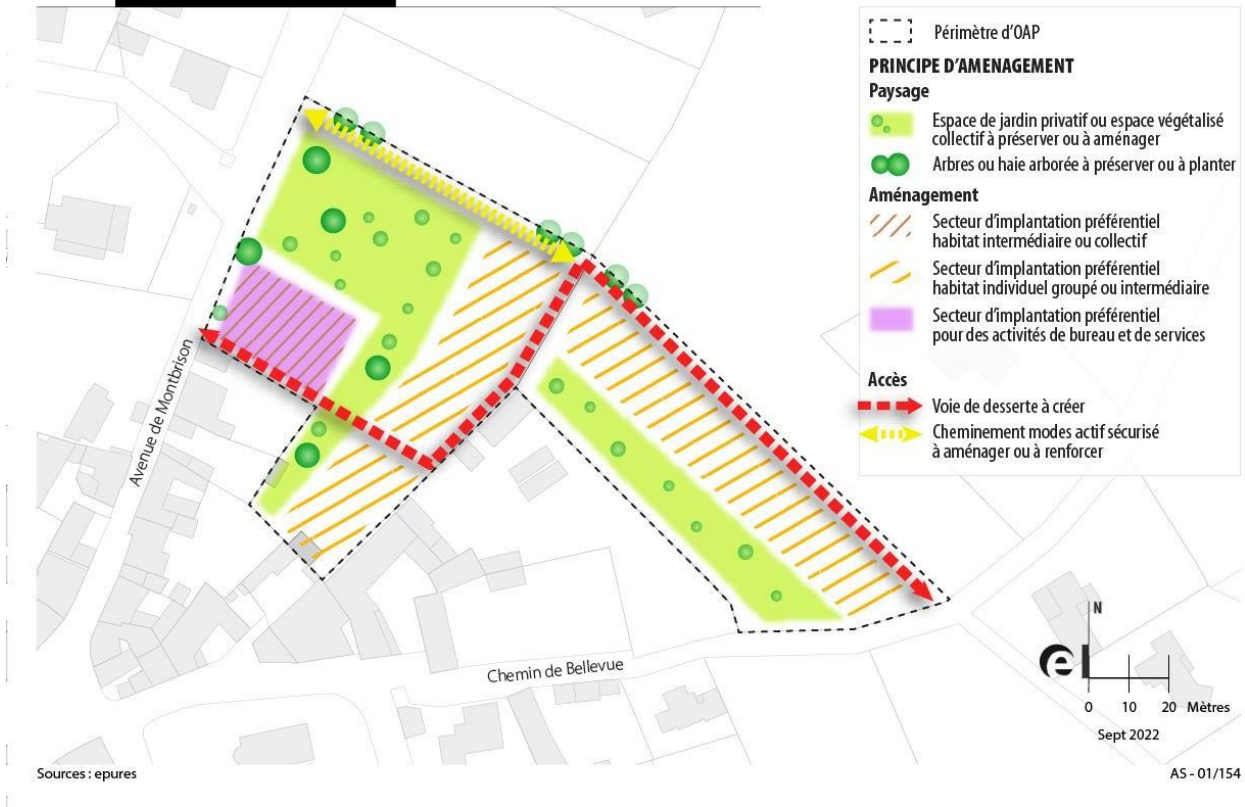 Périmètre d'OAP
PRINCIPE D'AMENAGEMENT
Paysage
Espace de jardin privatif ou espace végétalisé
collectif à préserver ou à aménager
Arbres ou haie arborée à préserver ou à planter
Aménagement
Secteur d'implantation préférentiel
habitat intermédiaire ou collectif
Secteur d'implantation préférentiel
habitat individuel groupé ou intermédiaire
Secteur d'implantation préférentiel
pour des activités de bureau et de services
Accès
Voie de desserte à créer
Cheminement modes actif sécurisé
à aménager ou à renforcer
Avenue de Montbrison
Chemin de Bellevue
N
e
0 10 20 Mètres
Sept 2022
Sources : epures
AS - 01/154